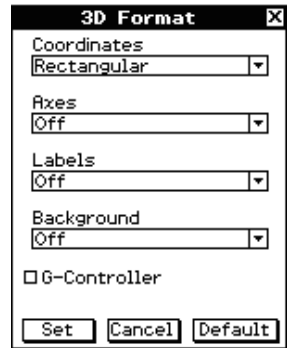 3D Format
Coordinates
Rectangular
Axes
Off
Labels
Off
Background
Off
G-Controller
Set Cancel Default